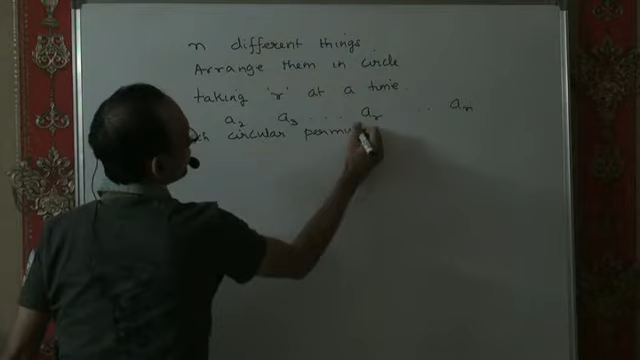 n different things.
Arrange them in circle
taking 'r' at a time.
a₂ a₃ ... aᵣ .. aₙ
circular permu